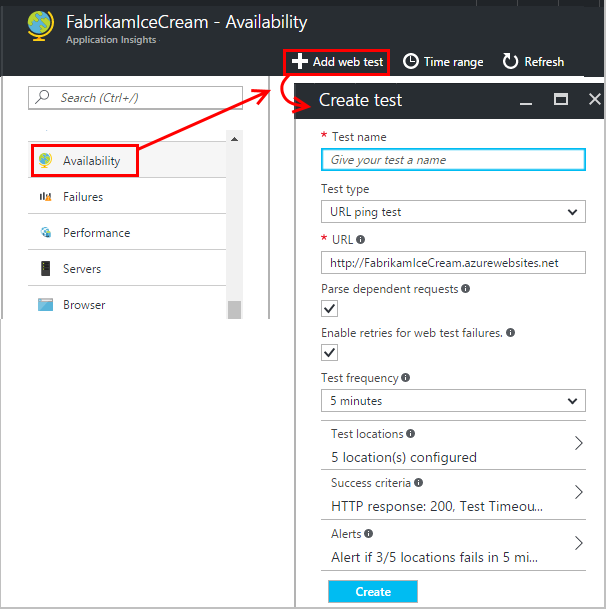 FabrikamIceCream - Availability
Application Insights
Add web test
Time range
Refresh
Search (Ctrl+/)
Availability
Failures
Performance
Servers
Browser
Create test
* Test name
Give your test a name
Test type
URL ping test
* URL
http://FabrikamIceCream.azurewebsites.net
Parse dependent requests
Enable retries for web test failures.
Test frequency
5 minutes
Test locations
5 location(s) configured
Success criteria
HTTP response: 200, Test Timeou...
Alerts
Alert if 3/5 locations fails in 5 mi...
Create